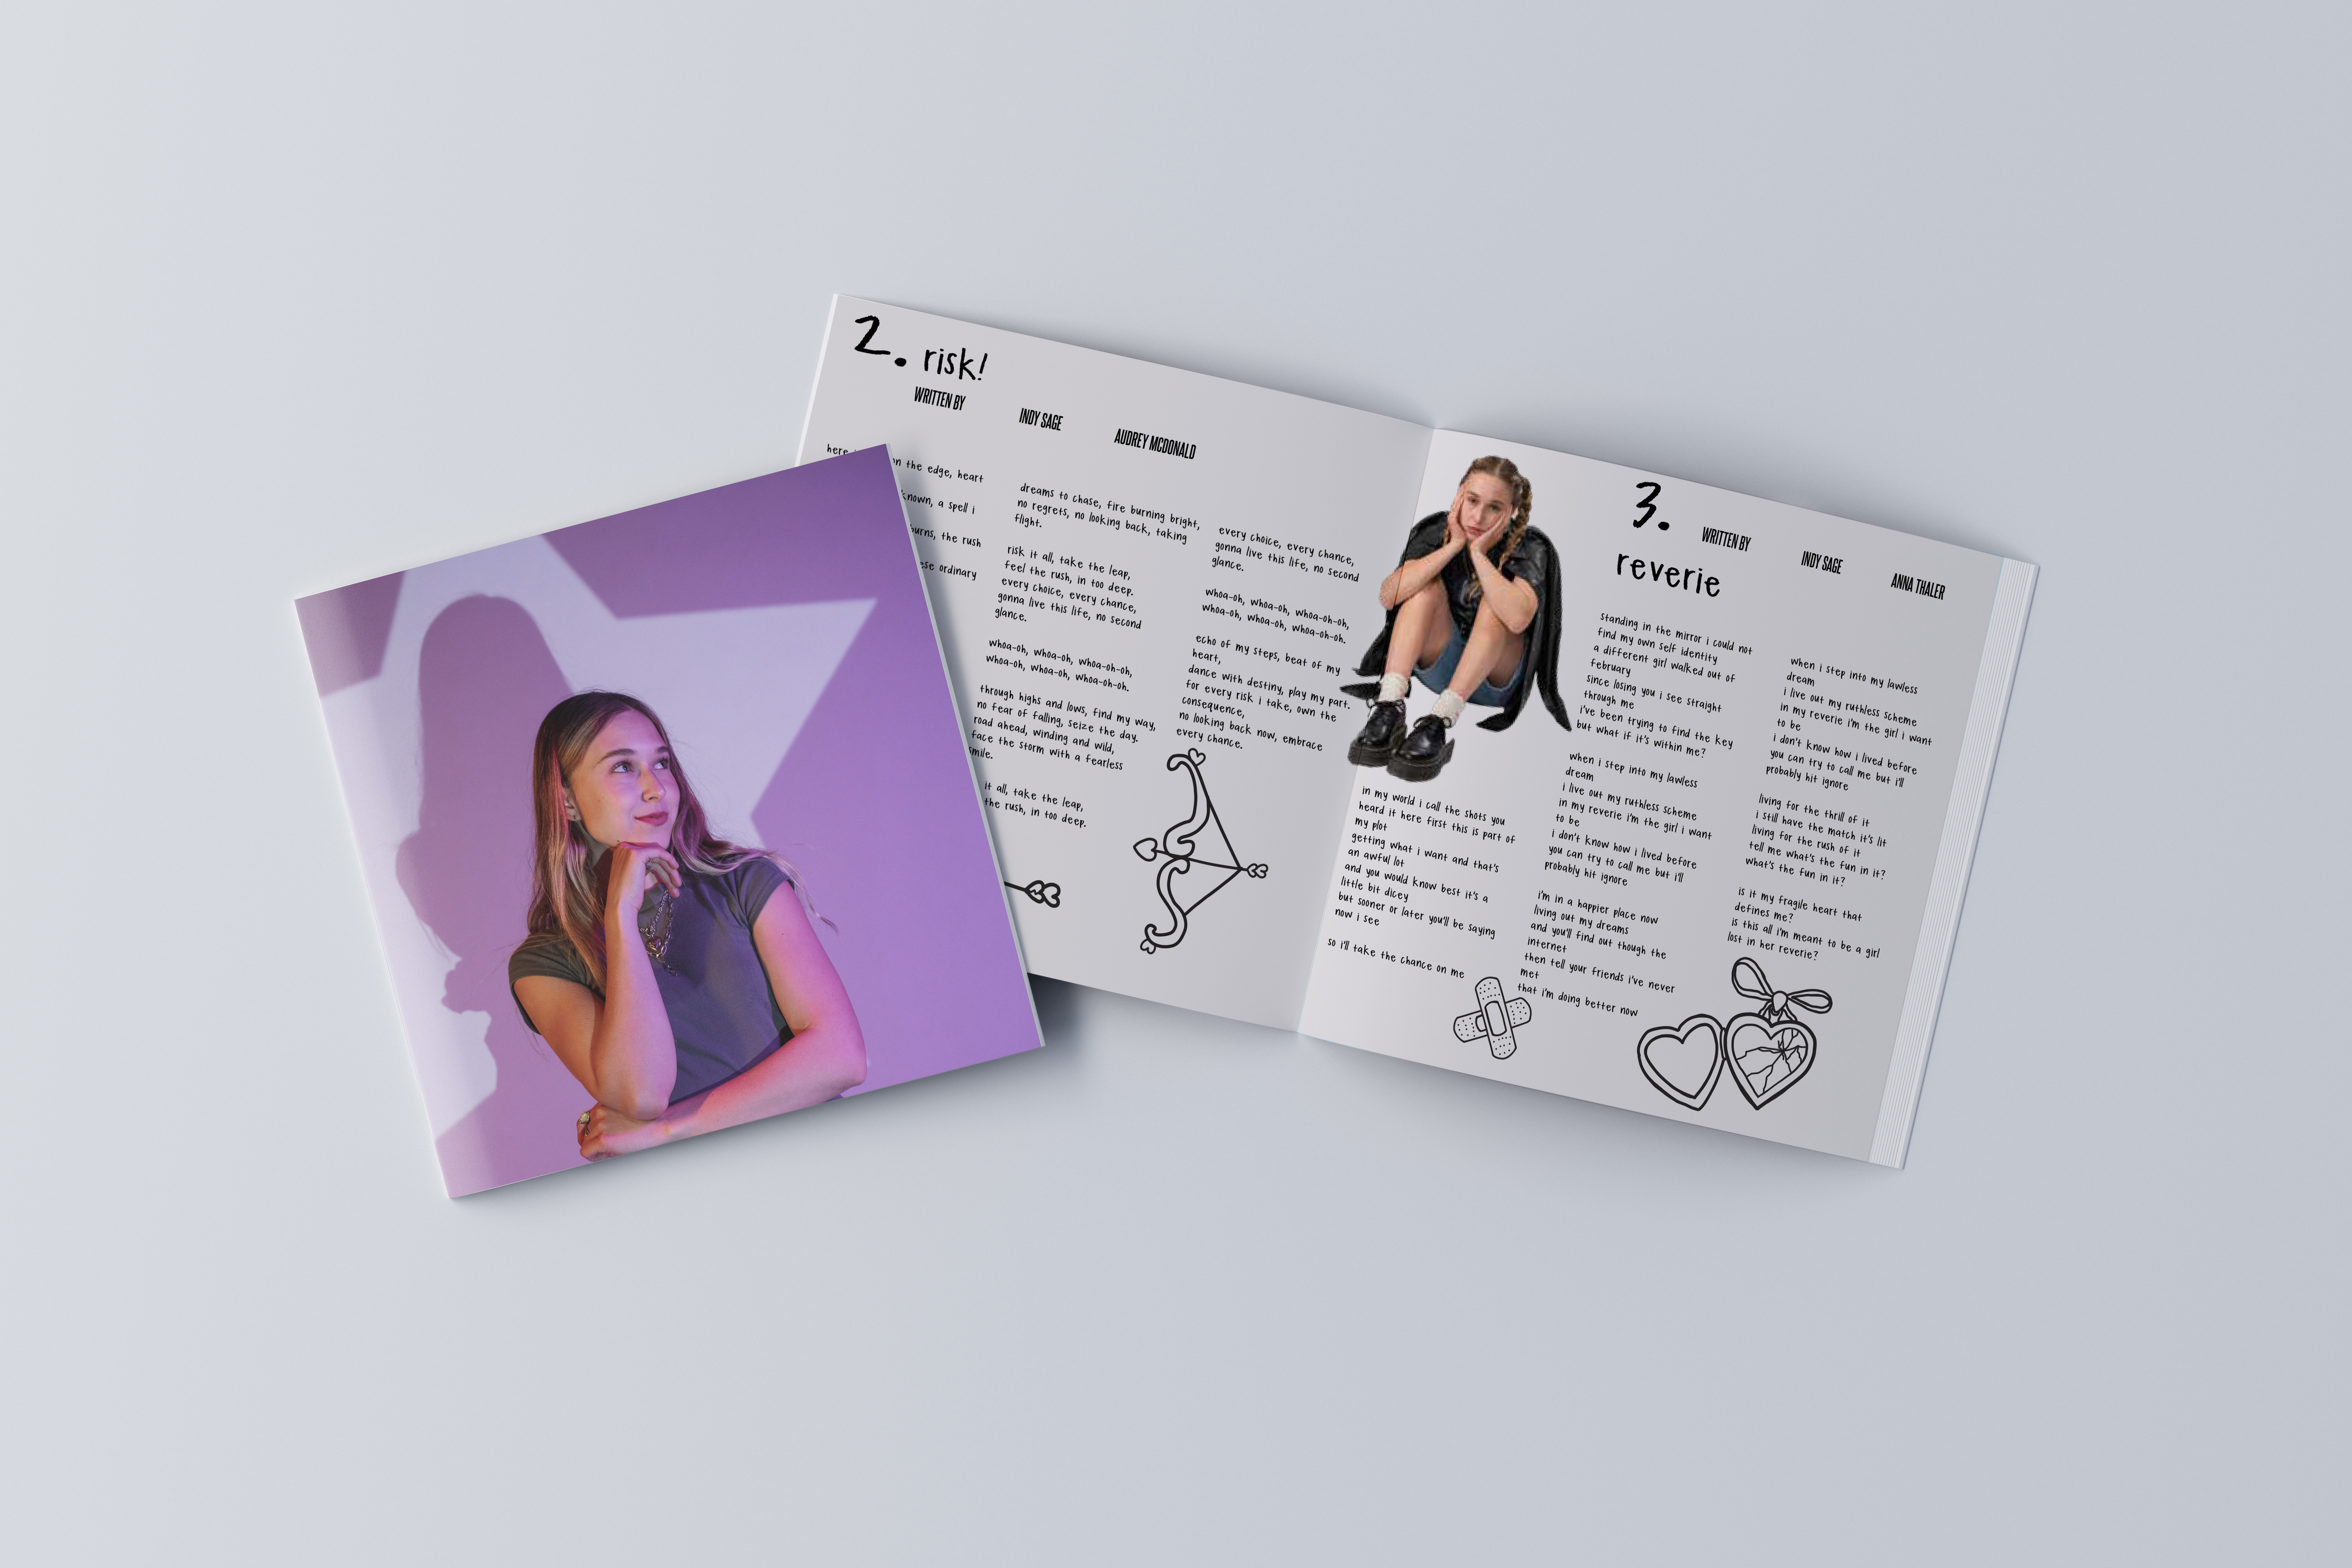 2. risk!
WRITTEN BY INDY SAGE AUDREY MCDONALD
here on the edge, heart
known, a spell i
burns, the rush
ese ordinary
dreams to chase, fire burning bright,
no regrets, no looking back, taking
flight.
risk it all, take the leap,
feel the rush, in too deep.
every choice, every chance,
gonna live this life, no second
glance.
whoa-oh, whoa-oh, whoa-oh-oh,
whoa-oh, whoa-oh, whoa-oh-oh.
through highs and lows, find my way,
no fear of falling, seize the day.
road ahead, winding and wild,
face the storm with a fearless
smile.
it all, take the leap,
the rush, in too deep.
every choice, every chance,
gonna live this life, no second
glance.
whoa-oh, whoa-oh, whoa-oh-oh,
whoa-oh, whoa-oh, whoa-oh-oh.
echo of my steps, beat of my
heart,
dance with destiny, play my part.
for every risk i take, own the
consequence,
no looking back now, embrace
every chance.
3. WRITTEN BY INDY SAGE ANNA THALER
reverie
in my world i call the shots you
heard it here first this is part of
my plot
getting what i want and that's
an awful lot
and you would know best it's a
little bit dicey
but sooner or later you'll be saying
now i see
so i'll take the chance on me
standing in the mirror i could not
find my own self identity
a different girl walked out of
february
since losing you i see straight
through me
i've been trying to find the key
but what if it's within me?
when i step into my lawless
dream
i live out my ruthless scheme
in my reverie i'm the girl i want
to be
i don't know how i lived before
you can try to call me but i'll
probably hit ignore
i'm in a happier place now
living out my dreams
and you'll find out though the
internet
then tell your friends i've never
met
that i'm doing better now
when i step into my lawless
dream
i live out my ruthless scheme
in my reverie i'm the girl i want
to be
i don't know how i lived before
you can try to call me but i'll
probably hit ignore
living for the thrill of it
i still have the match it's lit
living for the rush of it
tell me what's the fun in it?
what's the fun in it?
is it my fragile heart that
defines me?
is this all i'm meant to be a girl
lost in her reverie?